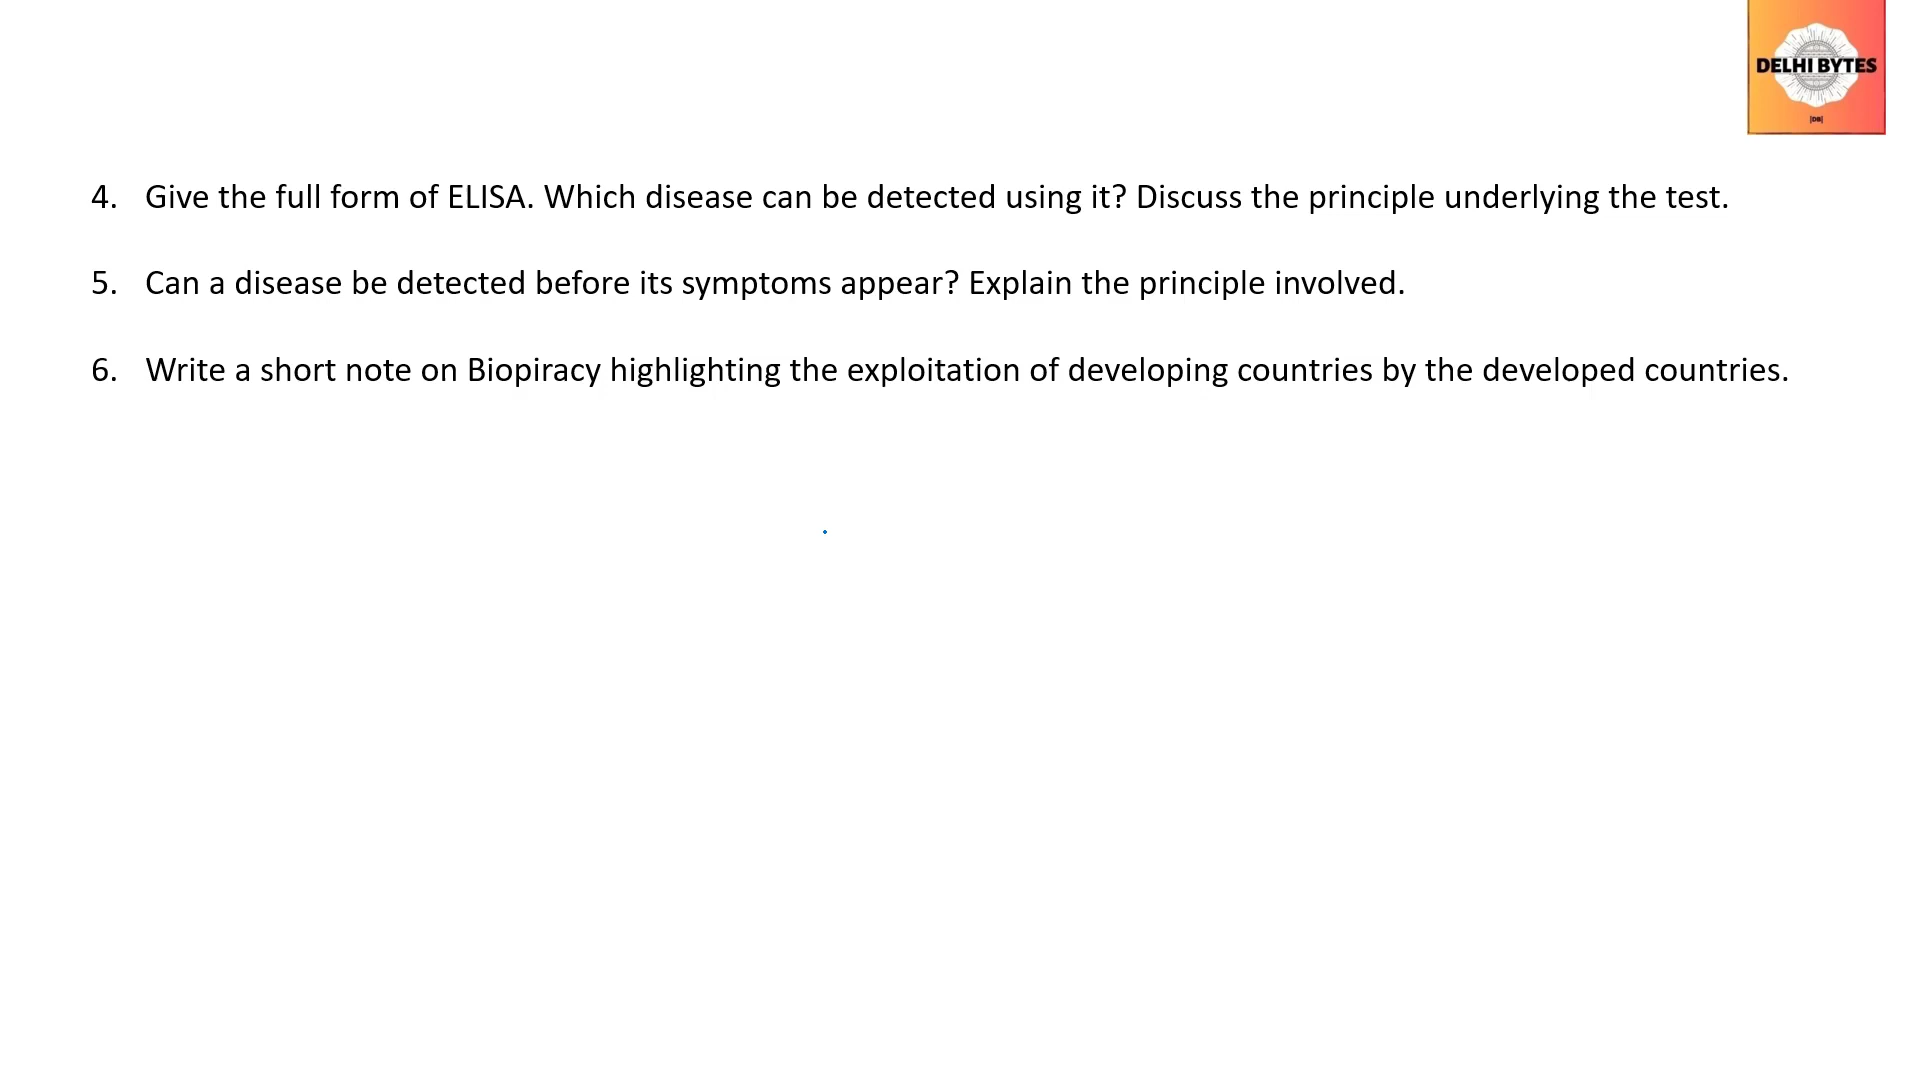 DELHI BYTES
|DB|
4. Give the full form of ELISA. Which disease can be detected using it? Discuss the principle underlying the test.
5. Can a disease be detected before its symptoms appear? Explain the principle involved.
6. Write a short note on Biopiracy highlighting the exploitation of developing countries by the developed countries.